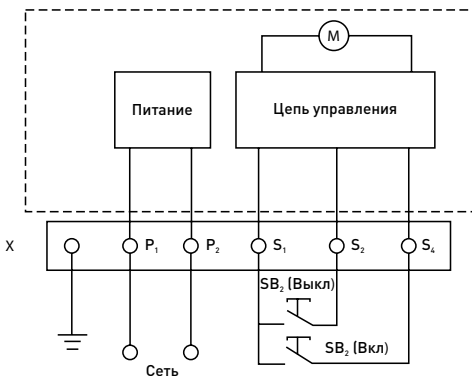 M
Питание
Цепь управления
X
P₁
P₂
S₁
S₂
S₄
SB₂ (Выкл)
SB₂ (Вкл)
Сеть